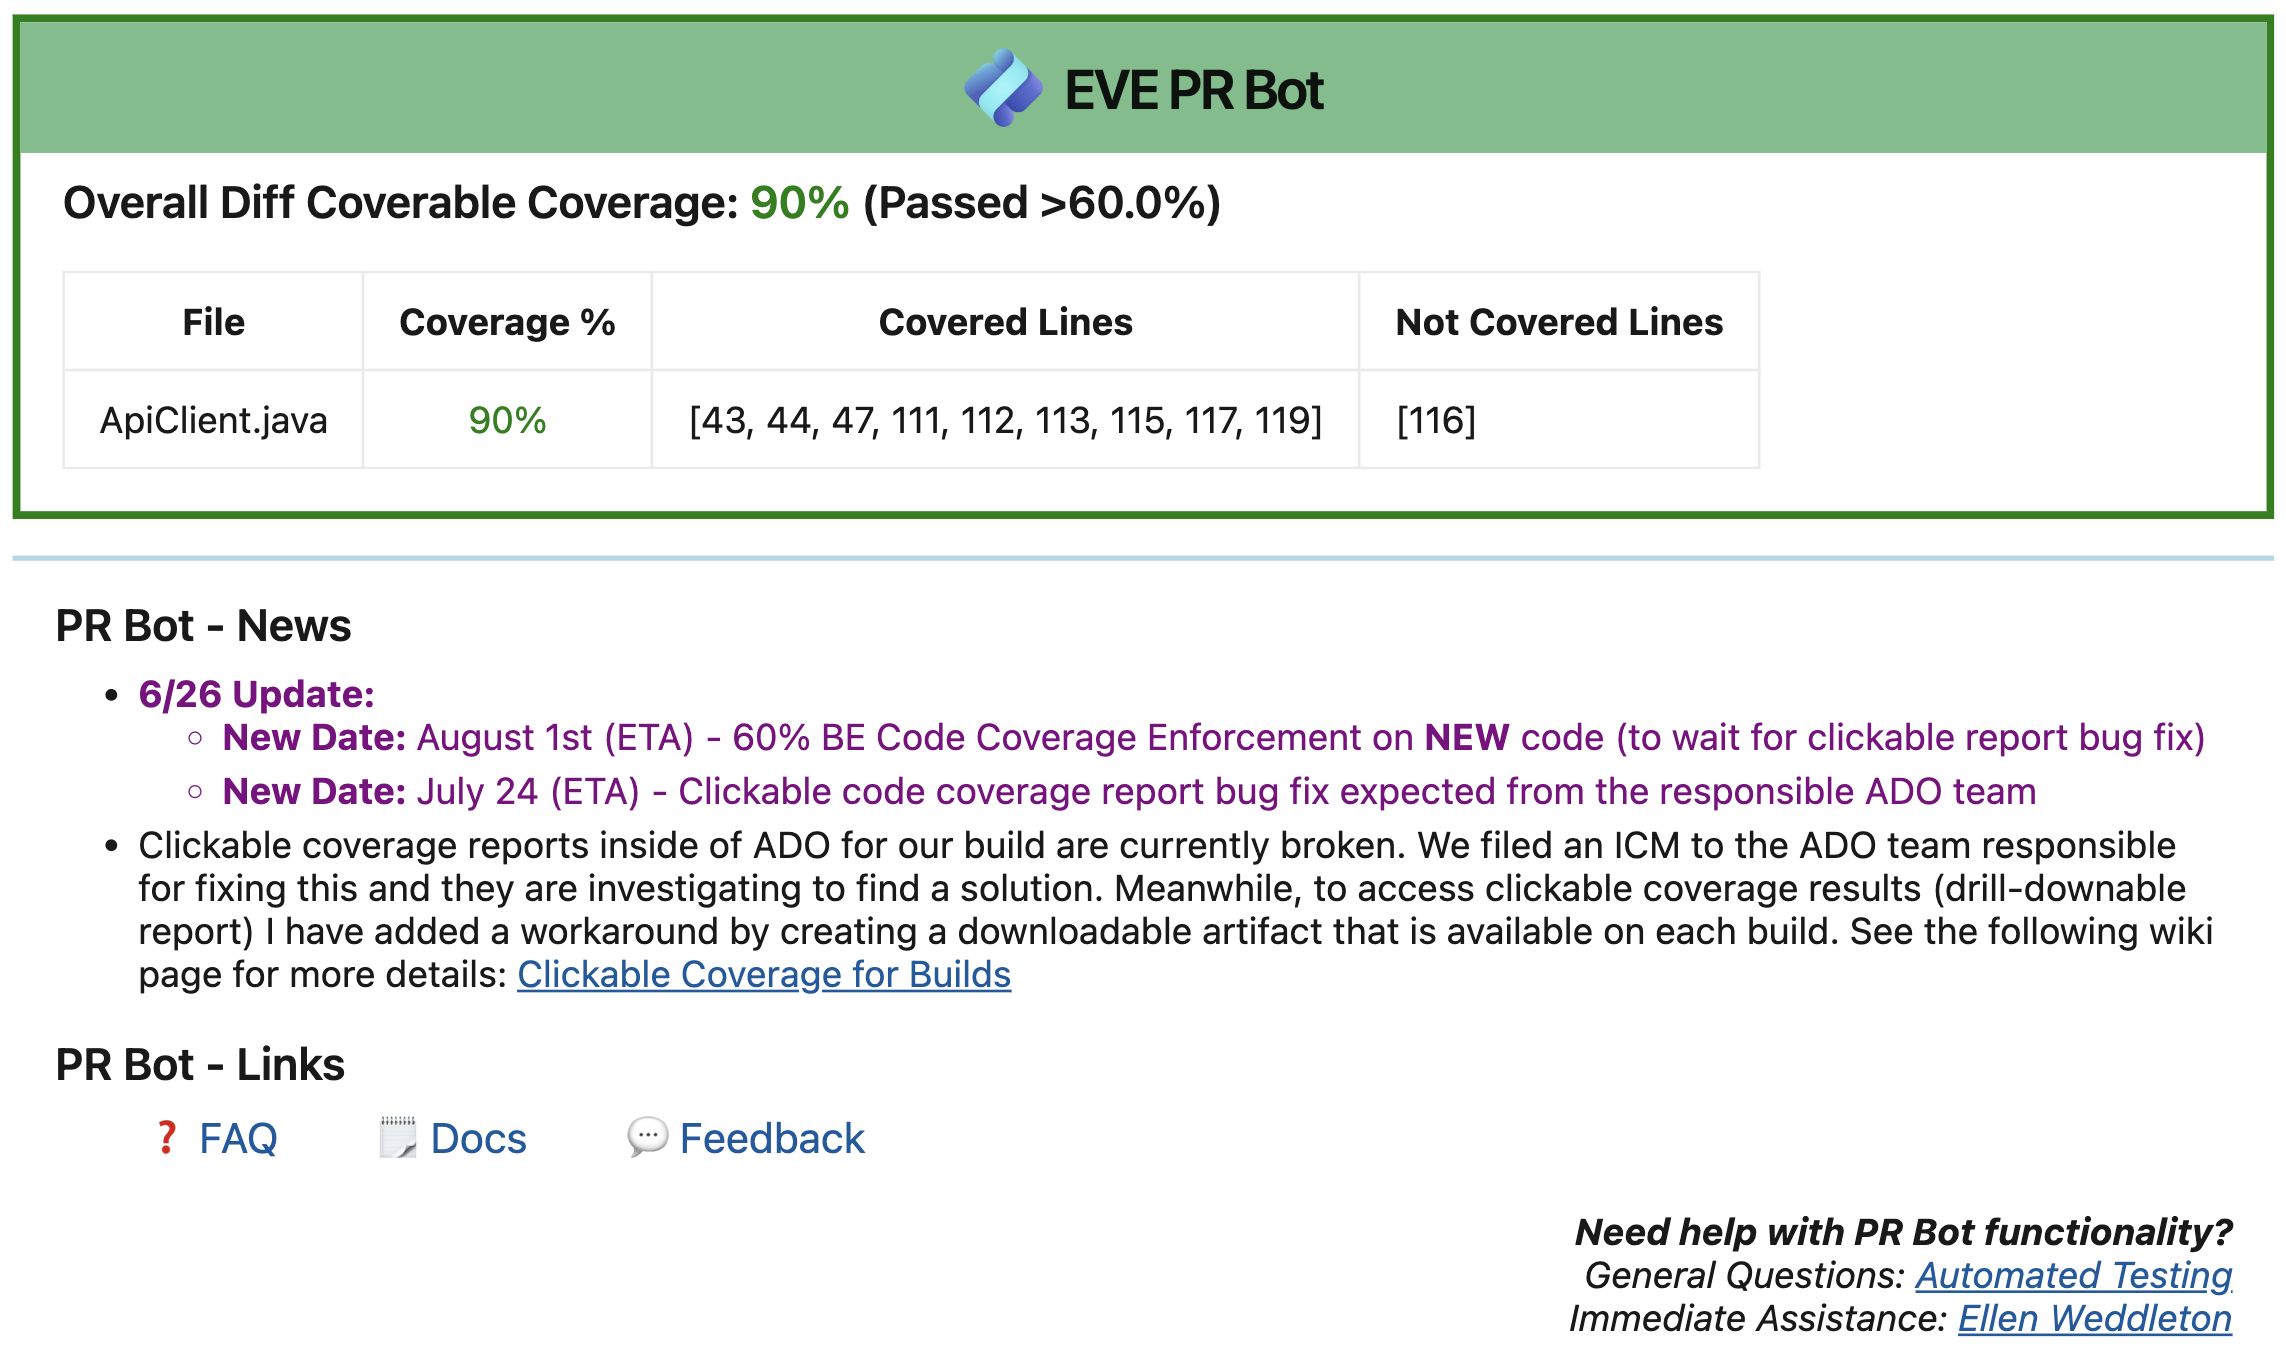 EVE PR Bot
Overall Diff Coverable Coverage: 90% (Passed >60.0%)
File Coverage % Covered Lines Not Covered Lines
ApiClient.java 90% [43, 44, 47, 111, 112, 113, 115, 117, 119] [116]
PR Bot - News
• 6/26 Update:
◦ New Date: August 1st (ETA) - 60% BE Code Coverage Enforcement on NEW code (to wait for clickable report bug fix)
◦ New Date: July 24 (ETA) - Clickable code coverage report bug fix expected from the responsible ADO team
• Clickable coverage reports inside of ADO for our build are currently broken. We filed an ICM to the ADO team responsible
for fixing this and they are investigating to find a solution. Meanwhile, to access clickable coverage results (drill-downable
report) I have added a workaround by creating a downloadable artifact that is available on each build. See the following wiki
page for more details: Clickable Coverage for Builds
PR Bot - Links
❓ FAQ 🗒️ Docs 💬 Feedback
Need help with PR Bot functionality?
General Questions: Automated Testing
Immediate Assistance: Ellen Weddleton